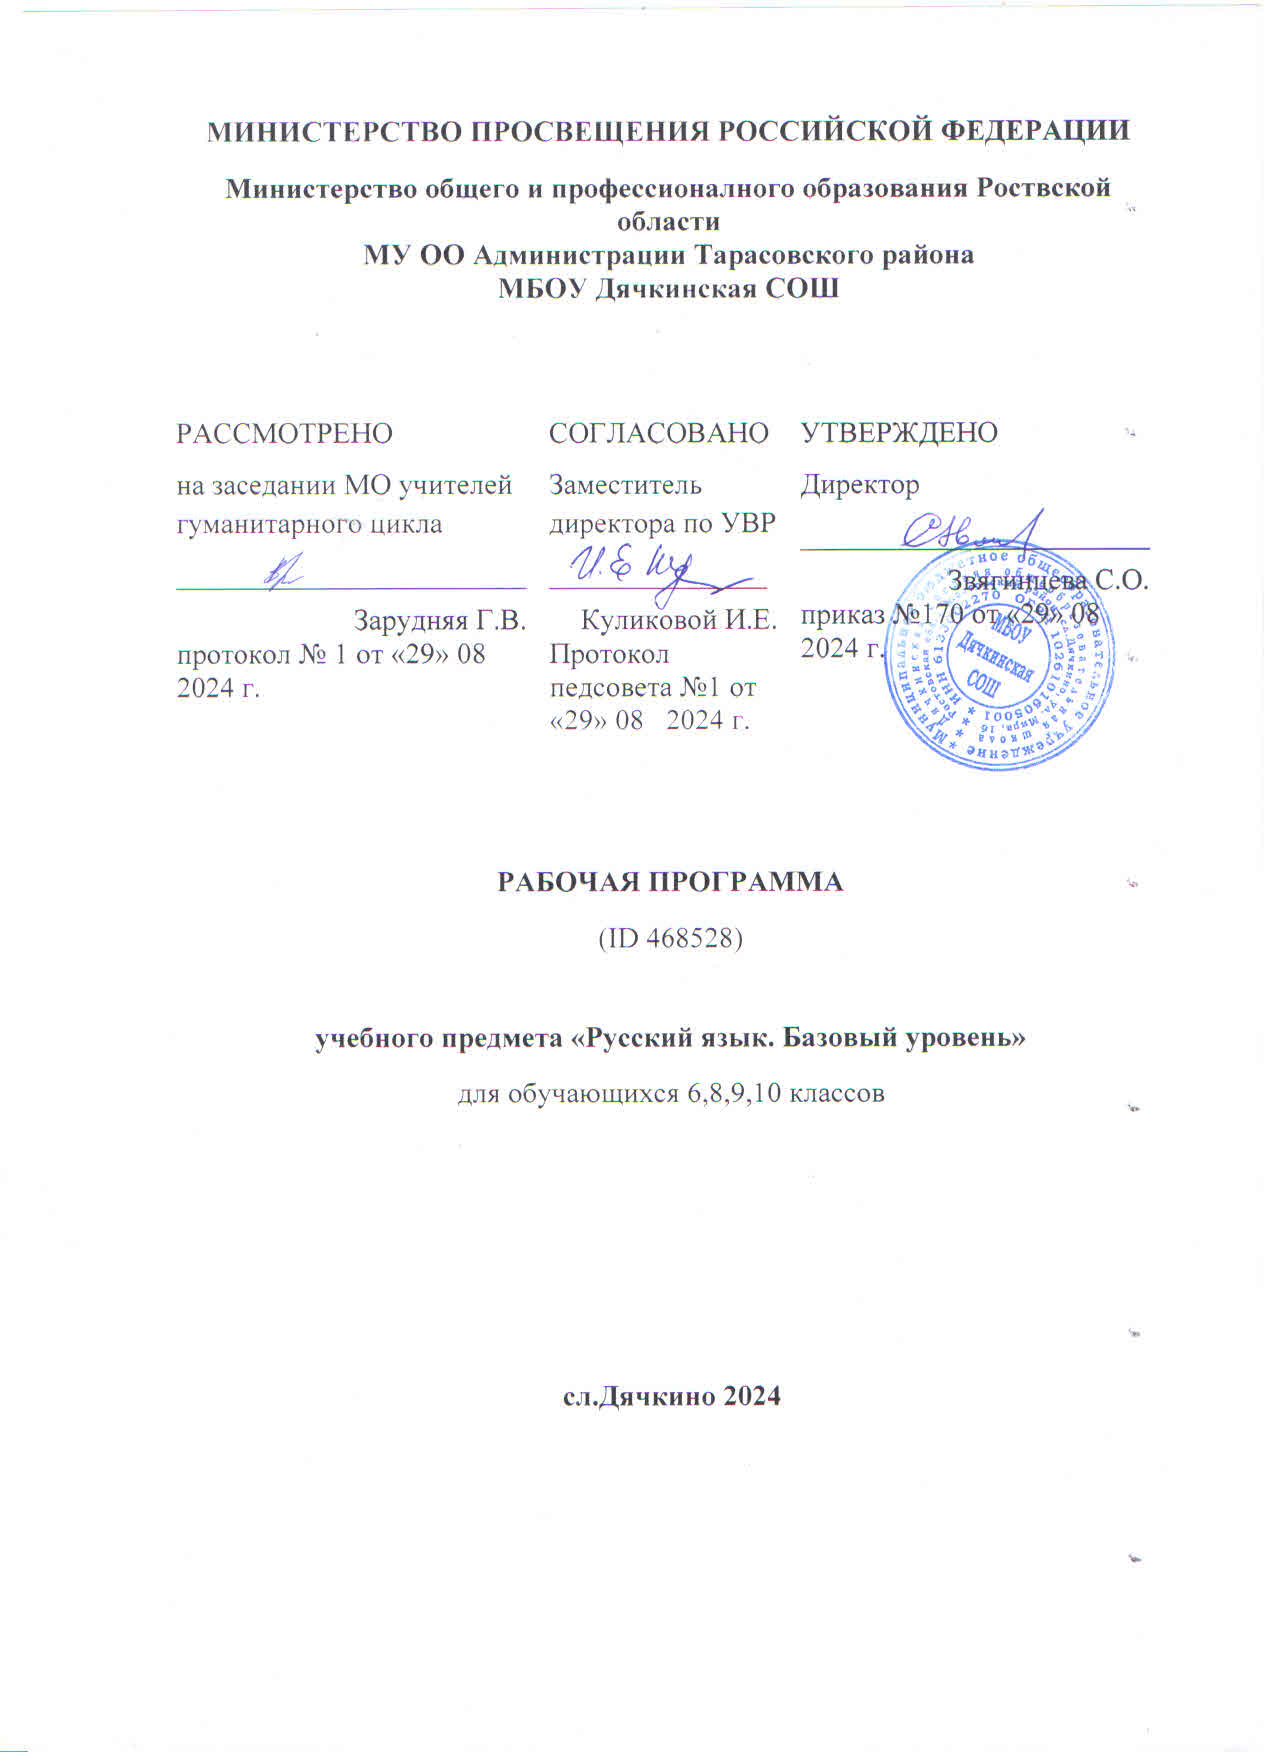 МИНИСТЕРСТВО ПРОСВЕЩЕНИЯ РОССИЙСКОЙ ФЕДЕРАЦИИ
Министерство общего и профессионалного образования Роствской
области
МУ ОО Администрации Тарасовского района
МБОУ Дячкинская СОШ
РАССМОТРЕНО
на заседании МО учителей
гуманитарного цикла
Зарудняя Г.В.
протокол № 1 от «29» 08
2024 г.
СОГЛАСОВАНО
Заместитель
директора по УВР
Куликовой И.Е.
Протокол
педсовета №1 от
«29» 08 2024 г.
УТВЕРЖДЕНО
Директор
Звягинцева С.О.
приказ №170 от «29» 08
2024 г.
МБОУ
Дячкинская
СОШ
РАБОЧАЯ ПРОГРАММА
(ID 468528)
учебного предмета «Русский язык. Базовый уровень»
для обучающихся 6,8,9,10 классов
сл.Дячкино 2024